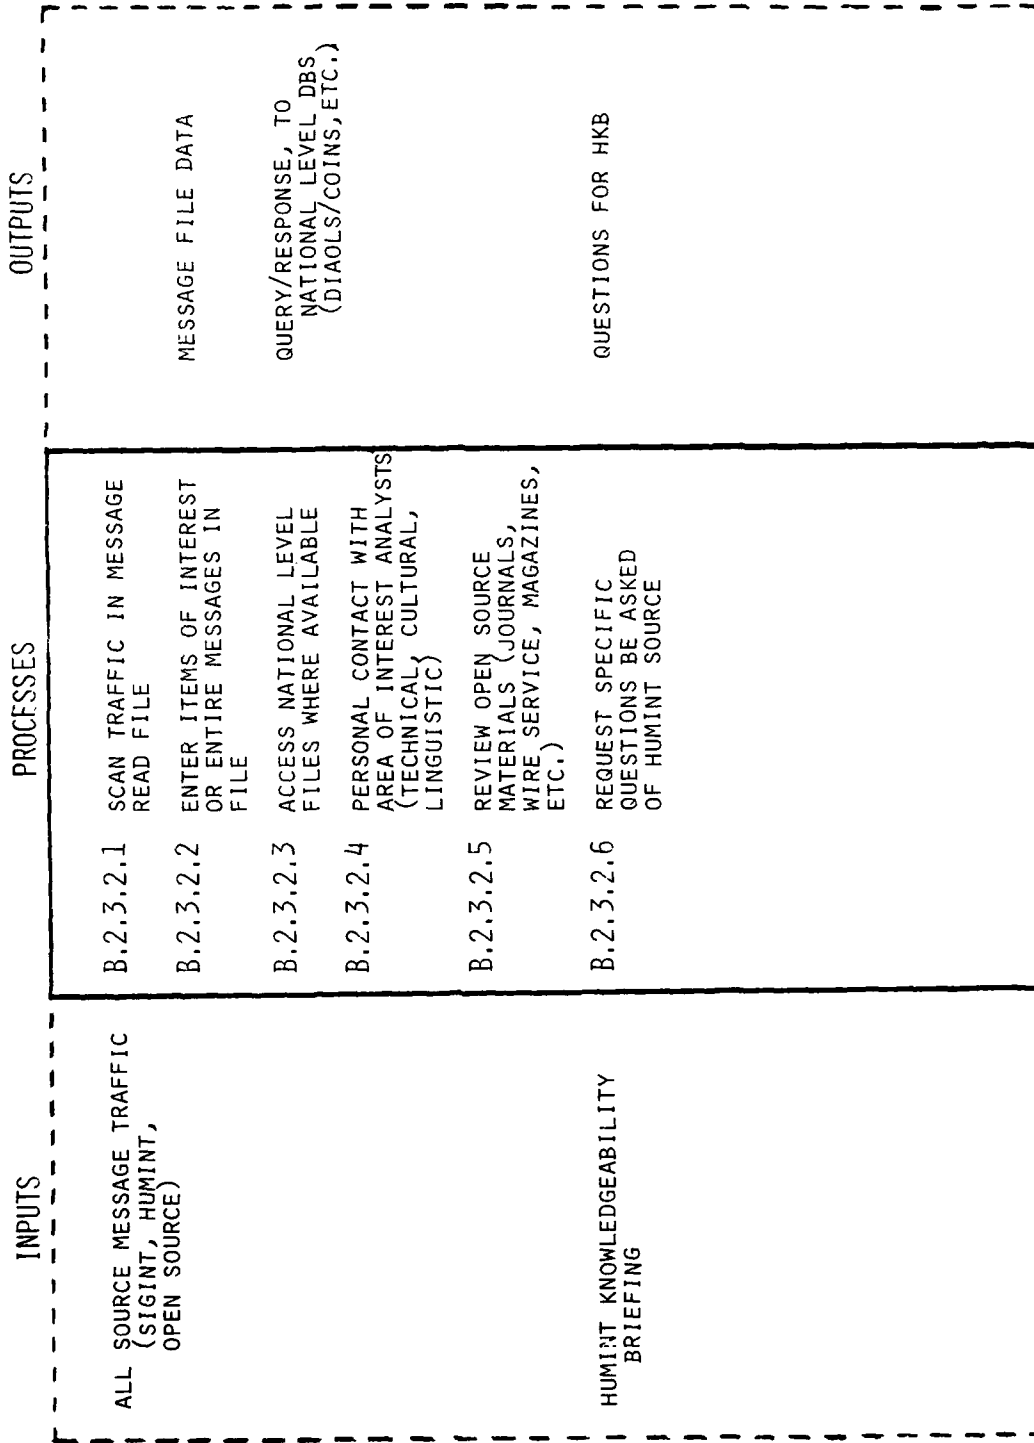 INPUTS
ALL SOURCE MESSAGE TRAFFIC
(SIGINT, HUMINT,
OPEN SOURCE)
HUMINT KNOWLEDGEABILITY
BRIEFING
PROCESSES
B.2.3.2.1 SCAN TRAFFIC IN MESSAGE
READ FILE
B.2.3.2.2 ENTER ITEMS OF INTEREST
OR ENTIRE MESSAGES IN
FILE
B.2.3.2.3 ACCESS NATIONAL LEVEL
FILES WHERE AVAILABLE
B.2.3.2.4 PERSONAL CONTACT WITH
AREA OF INTEREST ANALYSTS
(TECHNICAL, CULTURAL,
LINGUISTIC)
B.2.3.2.5 REVIEW OPEN SOURCE
MATERIALS (JOURNALS,
WIRE SERVICE, MAGAZINES,
ETC.)
B.2.3.2.6 REQUEST SPECIFIC
QUESTIONS BE ASKED
OF HUMINT SOURCE
OUTPUTS
MESSAGE FILE DATA
QUERY/RESPONSE, TO
NATIONAL LEVEL DBS
(DIAOLS/COINS, ETC.)
QUESTIONS FOR HKB